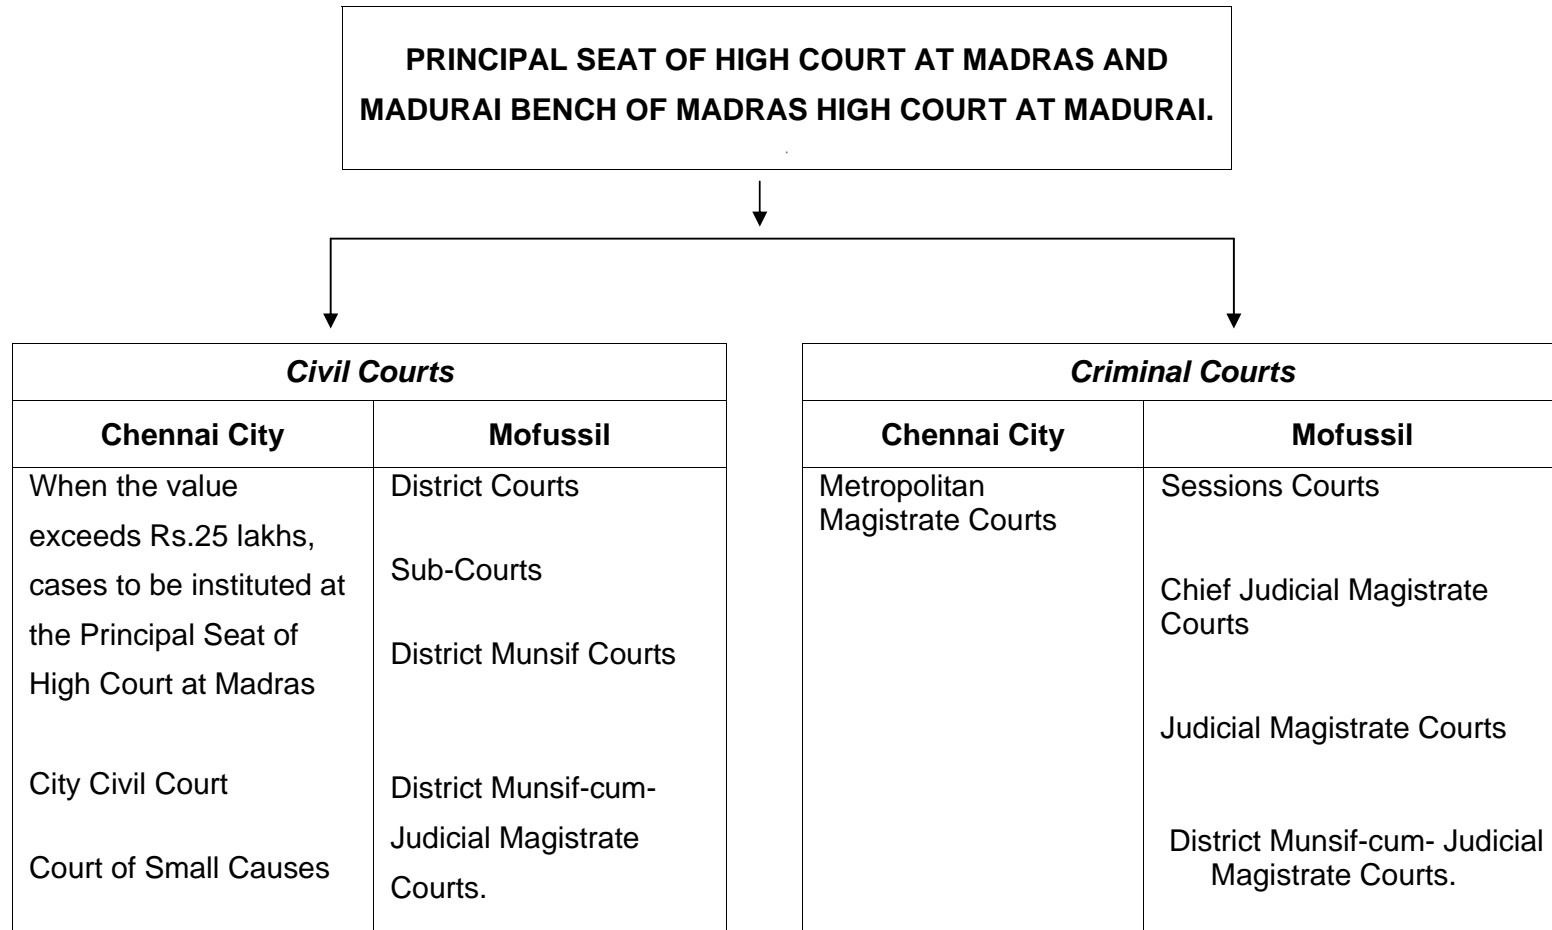 PRINCIPAL SEAT OF HIGH COURT AT MADRAS AND
MADURAI BENCH OF MADRAS HIGH COURT AT MADURAI.
Civil Courts
Chennai City
Mofussil
When the value
exceeds Rs.25 lakhs,
cases to be instituted at
the Principal Seat of
High Court at Madras
City Civil Court
Court of Small Causes
District Courts
Sub-Courts
District Munsif Courts
District Munsif-cum-
Judicial Magistrate
Courts.
Criminal Courts
Chennai City
Mofussil
Metropolitan
Magistrate Courts
Sessions Courts
Chief Judicial Magistrate
Courts
Judicial Magistrate Courts
District Munsif-cum- Judicial
Magistrate Courts.